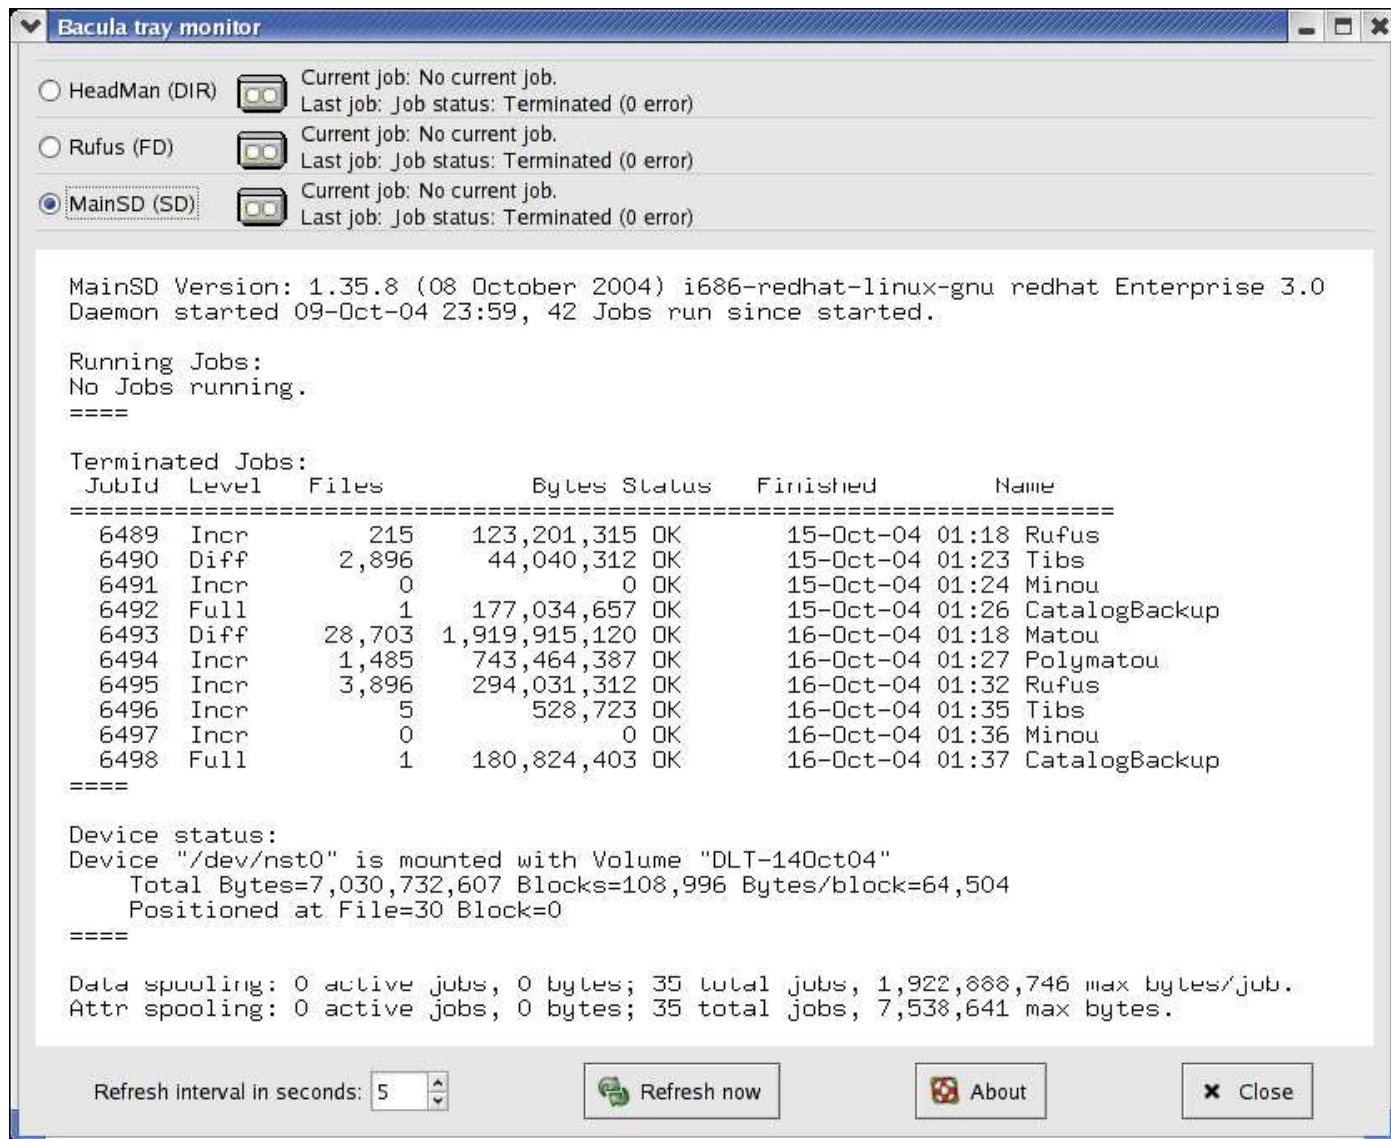 Bacula tray monitor
HeadMan (DIR)
Current job: No current job.
Last job: Job status: Terminated (0 error)
Rufus (FD)
Current job: No current job.
Last job: Job status: Terminated (0 error)
MainSD (SD)
Current job: No current job.
Last job: Job status: Terminated (0 error)
MainSD Version: 1.35.8 (08 October 2004) i686-redhat-linux-gnu redhat Enterprise 3.0
Daemon started 09-Oct-04 23:59, 42 Jobs run since started.
Running Jobs:
No Jobs running.
====
Terminated Jobs:
JobId Level Files Bytes Status Finished Name
======================================================================
6489 Incr 215 123,201,315 OK 15-Oct-04 01:18 Rufus
6490 Diff 2,896 44,040,312 OK 15-Oct-04 01:23 Tibs
6491 Incr 0 0 OK 15-Oct-04 01:24 Minou
6492 Full 1 177,034,657 OK 15-Oct-04 01:26 CatalogBackup
6493 Diff 28,703 1,919,915,120 OK 16-Oct-04 01:18 Matou
6494 Incr 1,485 743,464,387 OK 16-Oct-04 01:27 Polymatou
6495 Incr 3,896 294,031,312 OK 16-Oct-04 01:32 Rufus
6496 Incr 5 528,723 OK 16-Oct-04 01:35 Tibs
6497 Incr 0 0 OK 16-Oct-04 01:36 Minou
6498 Full 1 180,824,403 OK 16-Oct-04 01:37 CatalogBackup
====
Device status:
Device "/dev/nst0" is mounted with Volume "DLT-14Oct04"
Total Bytes=7,030,732,607 Blocks=108,996 Bytes/block=64,504
Positioned at File=30 Block=0
====
Data spooling: 0 active jobs, 0 bytes; 35 total jobs, 1,922,888,746 max bytes/job.
Attr spooling: 0 active jobs, 0 bytes; 35 total jobs, 7,538,641 max bytes.
Refresh interval in seconds: 5
Refresh now
About
Close